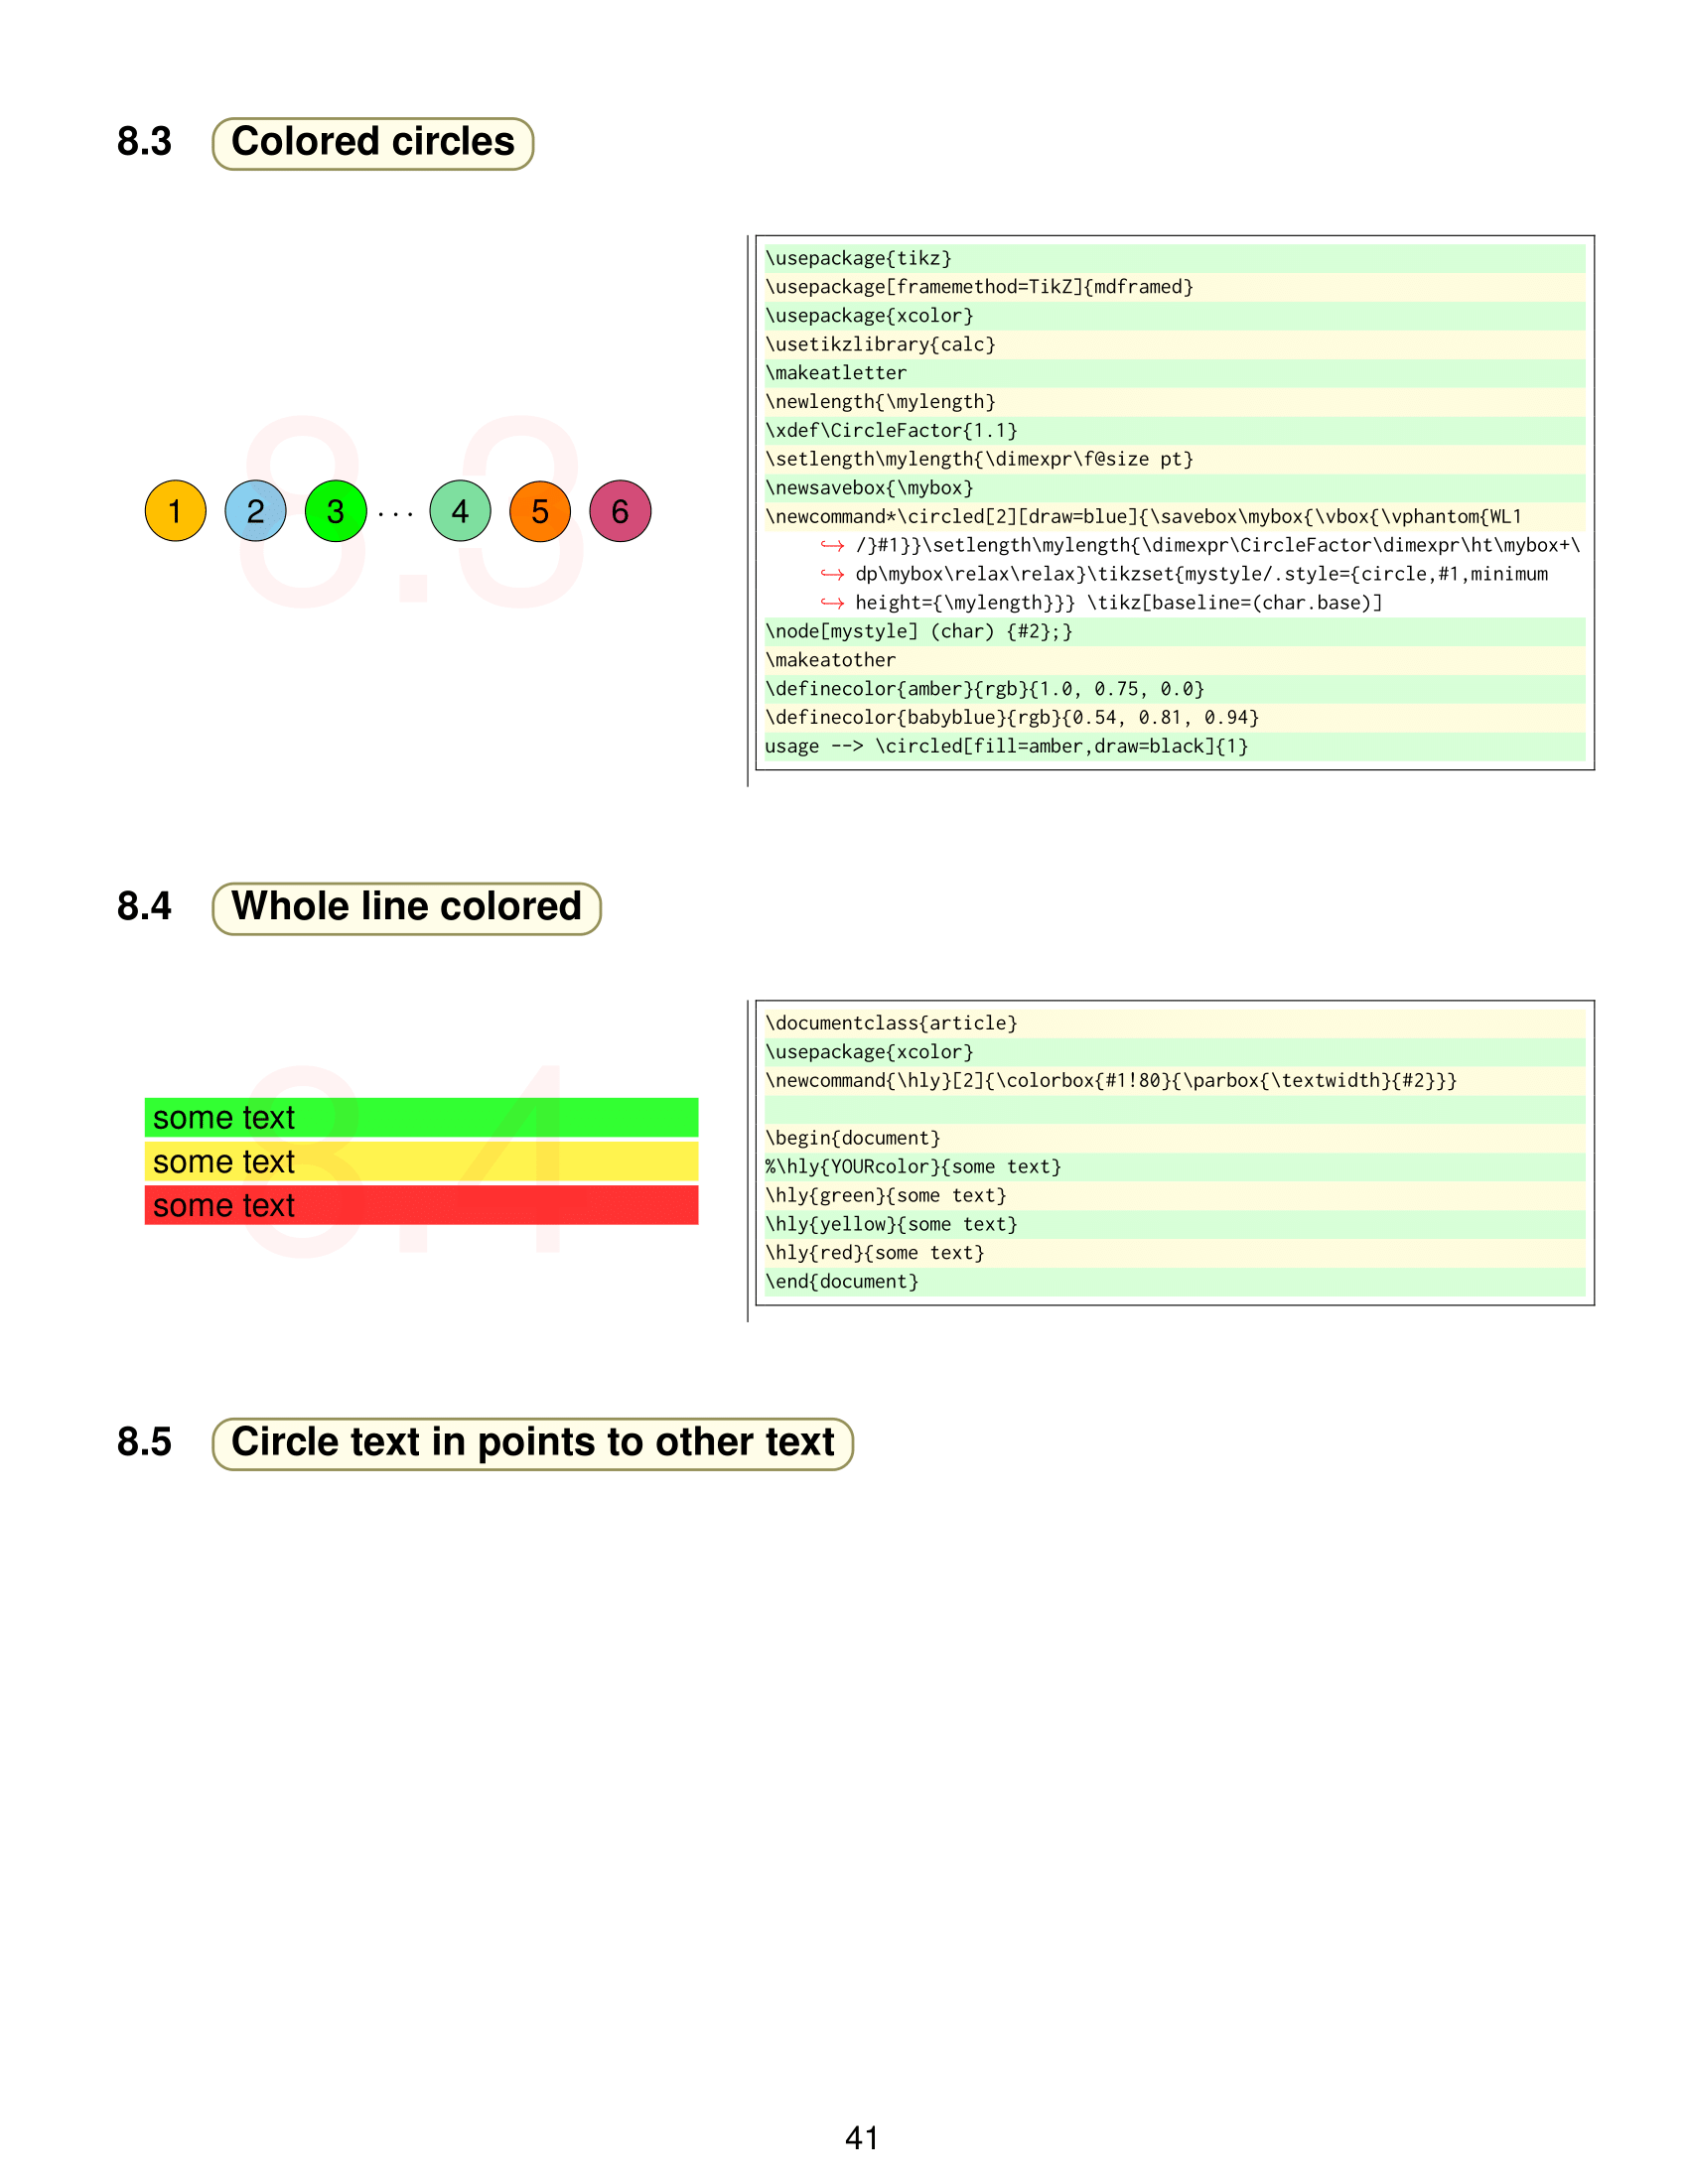 8.3 Colored circles
8.3
1 2 3 ... 4 5 6
\usepackage{tikz}
\usepackage[framemethod=TikZ]{mdframed}
\usepackage{xcolor}
\usetikzlibrary{calc}
\makeatletter
\newlength{\mylength}
\xdef\CircleFactor{1.1}
\setlength\mylength{\dimexpr\f@size pt}
\newsavebox{\mybox}
\newcommand*\circled[2][draw=blue]{\savebox\mybox{\vbox{\vphantom{WL1
↪ /}#1}}\setlength\mylength{\dimexpr\CircleFactor\dimexpr\ht\mybox+\
↪ dp\mybox\relax\relax}\tikzset{mystyle/.style={circle,#1,minimum
↪ height={\mylength}}} \tikz[baseline=(char.base)]
\node[mystyle] (char) {#2};}
\makeatother
\definecolor{amber}{rgb}{1.0, 0.75, 0.0}
\definecolor{babyblue}{rgb}{0.54, 0.81, 0.94}
usage --> \circled[fill=amber,draw=black]{1}
8.4 Whole line colored
8.4
some text
some text
some text
\documentclass{article}
\usepackage{xcolor}
\newcommand{\hly}[2]{\colorbox{#1!80}{\parbox{\textwidth}{#2}}}
\begin{document}
%\hly{YOURcolor}{some text}
\hly{green}{some text}
\hly{yellow}{some text}
\hly{red}{some text}
\end{document}
8.5 Circle text in points to other text
41